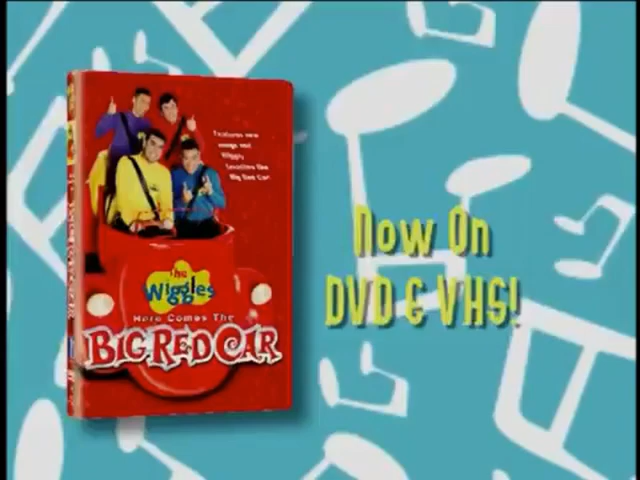 Features new
songs and
Wiggly
favorites like
Big Red Car!
The
Wiggles
Here Comes The
BIG RED CAR
Now On
DVD & VHS!